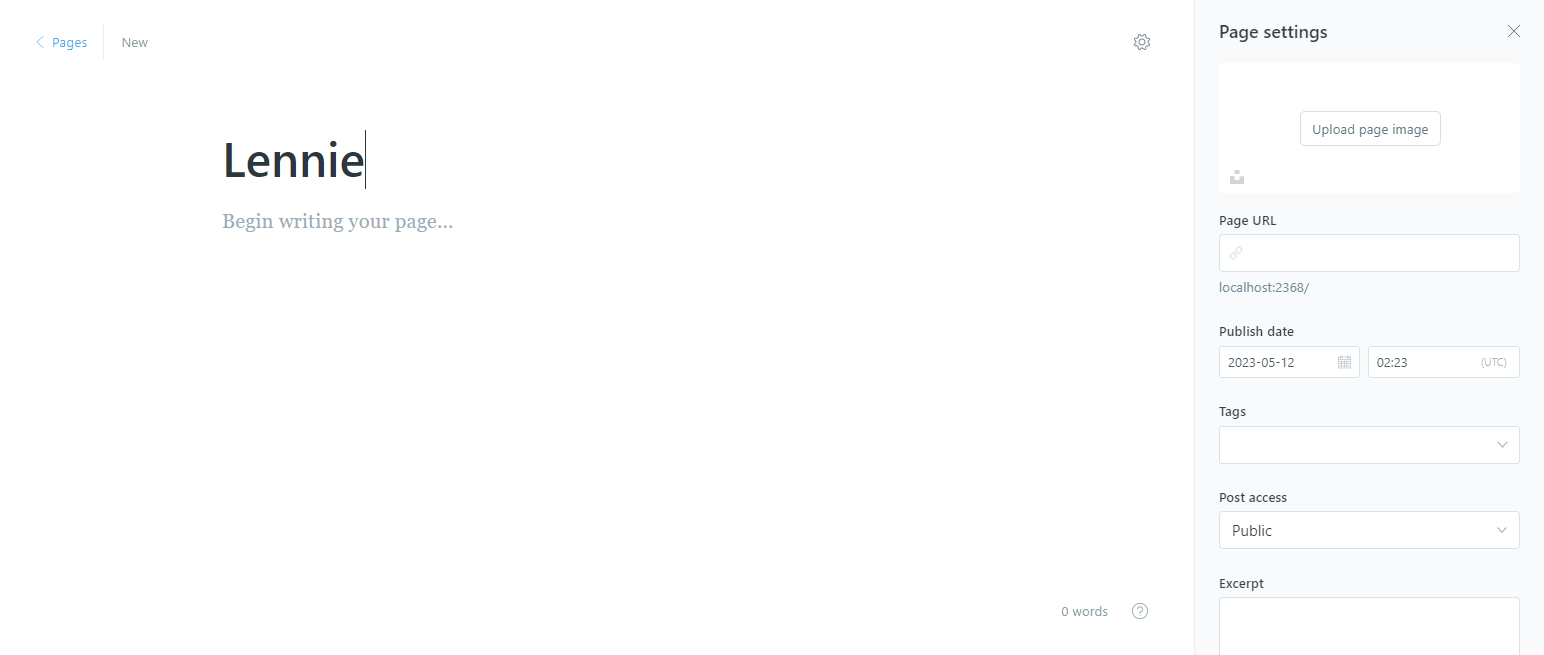 Pages New
Lennie
Begin writing your page...
0 words
Page settings
Upload page image
Page URL
localhost:2368/
Publish date
2023-05-12 02:23 (UTC)
Tags
Post access
Public
Excerpt